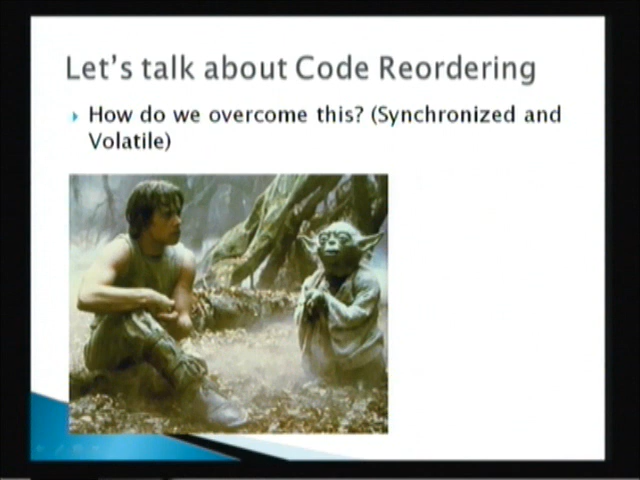 Let's talk about Code Reordering
How do we overcome this? (Synchronized and
Volatile)